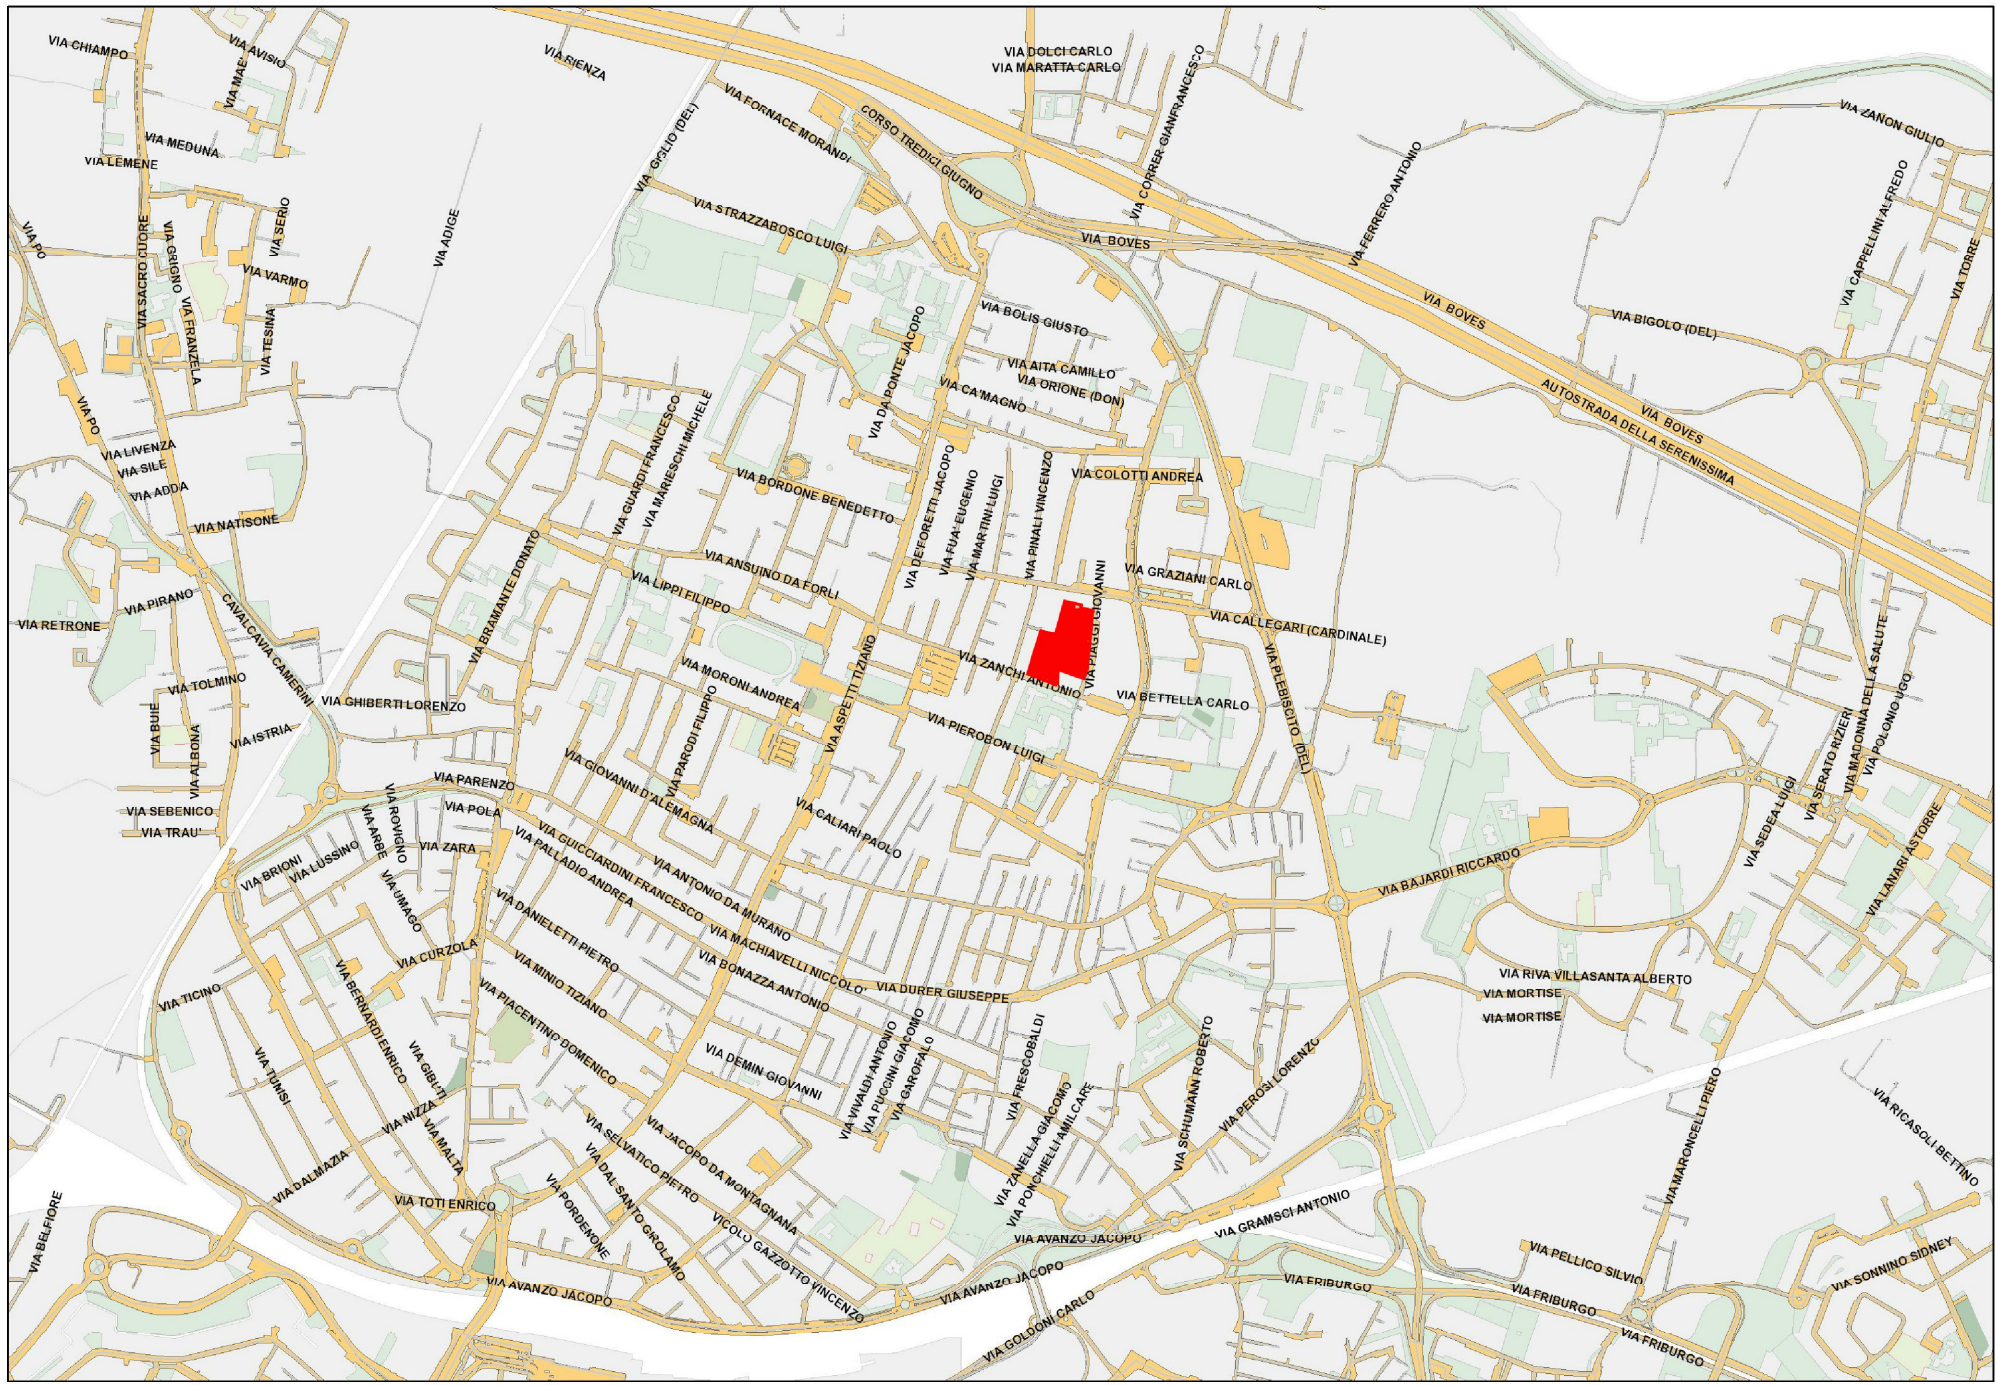 VIA CHIAMPO
VIA AVISIO
VIA MAE'
VIA RIENZA
VIA DOLCI CARLO
VIA MARATTA CARLO
VIA CORRER GIANFRANCESCO
VIA ZANON GIULIO
VIA FORNACE MORANDI
CORSO TREDICI GIUGNO
VIA GIGLIO (DEL)
VIA MEDUNA
VIA LEMENE
VIA FERRERO ANTONIO
VIA CAPPELLINI ALFREDO
VIA STRAZZABOSCO LUIGI
VIA SERIO
VIA ADIGE
VIA PO
VIA SACRO CUORE
VIA GRIGNO
VIA BOVES
VIA TORRE
VIA VARMO
VIA FRANZELA
VIA TESINA
VIA BOLIS GIUSTO
VIA BOVES
VIA BIGOLO (DEL)
VIA DA PONTE JACOPO
VIA AITA CAMILLO
VIA ORIONE (DON)
VIA CA'MAGNO
VIA BOVES
AUTOSTRADA DELLA SERENISSIMA
VIA PO
VIA GUARDI FRANCESCO
VIA MARIESCHI MICHELE
VIA LIVENZA
VIA SILE
VIA ADDA
VIA NATISONE
VIA BORDONE BENEDETTO
VIA DE'FORETTI JACOPO
VIA FUA' EUGENIO
VIA MARTINI LUIGI
VIA PINALI VINCENZO
VIA COLOTTI ANDREA
VIA BRAMANTE DONATO
VIA ANSUINO DA FORLI
VIA LIPPI FILIPPO
VIA GRAZIANI CARLO
VIA PIAGGI GIOVANNI
VIA CALLEGARI (CARDINALE)
VIA PIRANO
VIA RETRONE
CAVALCAVIA CAMERINI
VIA TOLMINO
VIA GHIBERTI LORENZO
VIA BUIE
VIA ALBONA
VIA ISTRIA
VIA MORONI ANDREA
VIA PARODI FILIPPO
VIA ASPETTI TIZIANO
VIA ZANCHI ANTONIO
VIA BETTELLA CARLO
VIA PLEBISCITO (DEL)
VIA PIEROBON LUIGI
VIA MADONNA DELLA SALUTE
VIA POLONIO UGO
VIA SERATO RIZIERI
VIA SEDEA LUIGI
VIA LANARI ASTORRE
VIA GIOVANNI D'ALEMAGNA
VIA PARENZO
VIA POLA
VIA ROVIGNO
VIA ARBE
VIA ZARA
VIA SEBENICO
VIA TRAU'
VIA BRIONI
VIA LUSSINO
VIA UMAGO
VIA CALIARI PAOLO
VIA GUICCIARDINI FRANCESCO
VIA PALLADIO ANDREA
VIA ANTONIO DA MURANO
VIA BAJARDI RICCARDO
VIA DANIELETTI PIETRO
VIA MACHIAVELLI NICCOLO'
VIA CURZOLA
VIA MINIO TIZIANO
VIA BONAZZA ANTONIO
VIA DURER GIUSEPPE
VIA RIVA VILLASANTA ALBERTO
VIA MORTISE
VIA MORTISE
VIA TICINO
VIA BERNARDI ENRICO
VIA PIACENTINO DOMENICO
VIA TUNISI
VIA GIBUTI
VIA NIZZA
VIA MALTA
VIA DALMAZIA
VIA DEMIN GIOVANNI
VIA VIVALDI ANTONIO
VIA PUCCINI GIACOMO
VIA GAROFALO
VIA FRESCOBALDI
VIA ZANELLA GIACOMO
VIA PONCHIELLI AMILCARE
VIA SCHUMAN ROBERTO
VIA PEROSI LORENZO
VIA MARONCELLI PIERO
VIA RICASOLI BETTINO
VIA SELVATICO PIETRO
VIA JACOPO DA MONTAGNANA
VIA DAL SANTO GIROLAMO
VIA PORDENONE
VICOLO GAZZOTTO VINCENZO
VIA TOTI ENRICO
VIA BELFIORE
VIA AVANZO JACOPO
VIA AVANZO JACOPO
VIA AVANZO JACOPO
VIA GRAMSCI ANTONIO
VIA GOLDONI CARLO
VIA FRIBURGO
VIA FRIBURGO
VIA FRIBURGO
VIA PELLICO SILVIO
VIA SONNINO SIDNEY